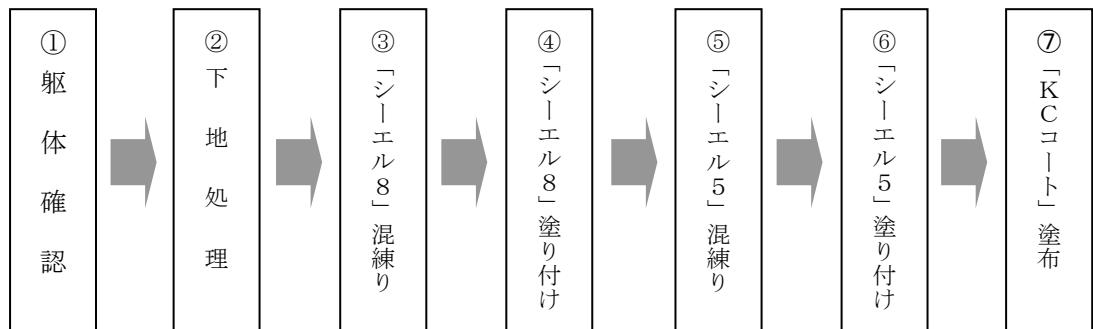 ①躯体確認
②下地処理
③「シーエル８」混練り
④「シーエル８」塗り付け
⑤「シーエル５」混練り
⑥「シーエル５」塗り付け
⑦「ＫＣコート」塗布